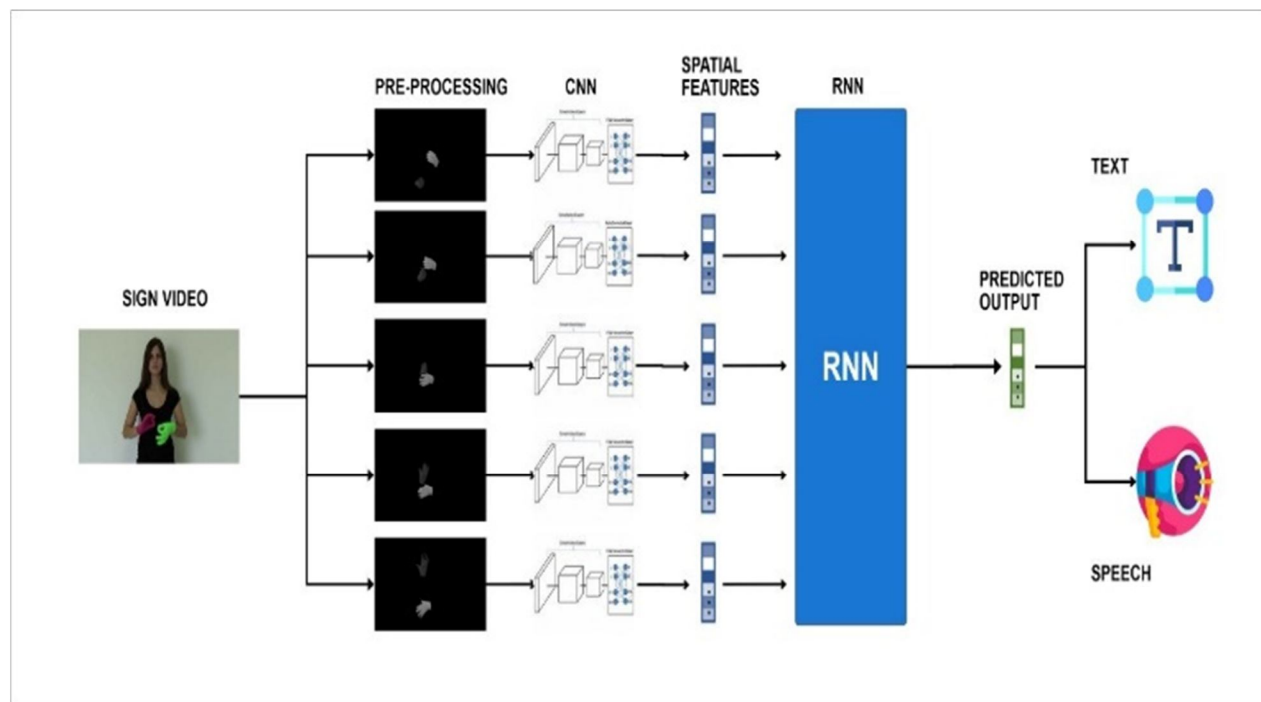 PRE-PROCESSING
CNN
SPATIAL
FEATURES
RNN
SIGN VIDEO
RNN
PREDICTED
OUTPUT
TEXT
T
SPEECH